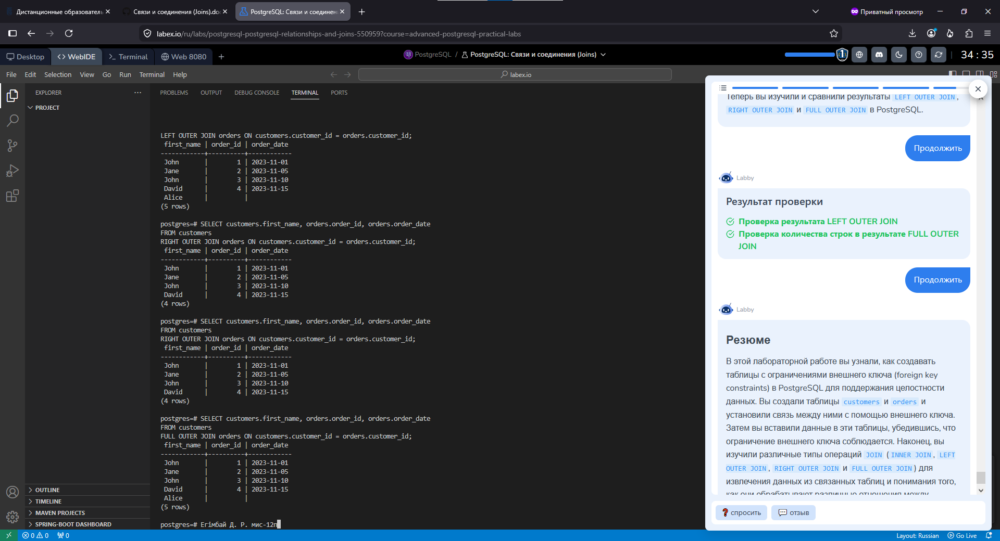 Дистанционные образователь
Связи и соединения (Joins).doc
PostgreSQL: Связи и соединен
Приватный просмотр
labex.io/ru/labs/postgresql-postgresql-relationships-and-joins-550959?course=advanced-postgresql-practical-labs
Desktop
WebIDE
Terminal
Web 8080
PostgreSQL / PostgreSQL: Связи и соединения (Joins)
1
34 : 35
File Edit Selection View Go Run Terminal Help
labex.io
EXPLORER
PROJECT
OUTLINE
TIMELINE
MAVEN PROJECTS
SPRING-BOOT DASHBOARD
PROBLEMS OUTPUT DEBUG CONSOLE TERMINAL PORTS
LEFT OUTER JOIN orders ON customers.customer_id = orders.customer_id;
first_name | order_id | order_date
------------+----------+------------
John | 1 | 2023-11-01
Jane | 2 | 2023-11-05
John | 3 | 2023-11-10
David | 4 | 2023-11-15
Alice | |
(5 rows)
postgres=# SELECT customers.first_name, orders.order_id, orders.order_date
FROM customers
RIGHT OUTER JOIN orders ON customers.customer_id = orders.customer_id;
first_name | order_id | order_date
------------+----------+------------
John | 1 | 2023-11-01
Jane | 2 | 2023-11-05
John | 3 | 2023-11-10
David | 4 | 2023-11-15
(4 rows)
postgres=# SELECT customers.first_name, orders.order_id, orders.order_date
FROM customers
RIGHT OUTER JOIN orders ON customers.customer_id = orders.customer_id;
first_name | order_id | order_date
------------+----------+------------
John | 1 | 2023-11-01
Jane | 2 | 2023-11-05
John | 3 | 2023-11-10
David | 4 | 2023-11-15
(4 rows)
postgres=# SELECT customers.first_name, orders.order_id, orders.order_date
FROM customers
FULL OUTER JOIN orders ON customers.customer_id = orders.customer_id;
first_name | order_id | order_date
------------+----------+------------
John | 1 | 2023-11-01
Jane | 2 | 2023-11-05
John | 3 | 2023-11-10
David | 4 | 2023-11-15
Alice | |
(5 rows)
postgres=# Егімбай Д. Р. мис-12п
Теперь вы изучили и сравнили результаты LEFT OUTER JOIN,
RIGHT OUTER JOIN и FULL OUTER JOIN в PostgreSQL.
Продолжить
Labby
Результат проверки
Проверка результата LEFT OUTER JOIN
Проверка количества строк в результате FULL OUTER
JOIN
Продолжить
Labby
Резюме
В этой лабораторной работе вы узнали, как создавать
таблицы с ограничениями внешнего ключа (foreign key
constraints) в PostgreSQL для поддержания целостности
данных. Вы создали таблицы customers и orders и
установили связь между ними с помощью внешнего ключа.
Затем вы вставили данные в эти таблицы, убедившись, что
ограничение внешнего ключа соблюдается. Наконец, вы
изучили различные типы операций JOIN (INNER JOIN, LEFT
OUTER JOIN, RIGHT OUTER JOIN и FULL OUTER JOIN) для
извлечения данных из связанных таблиц и понимания того,
как они обрабатывают различные отношения между
спросить
отзыв
0 0 0
Layout: Russian
Go Live